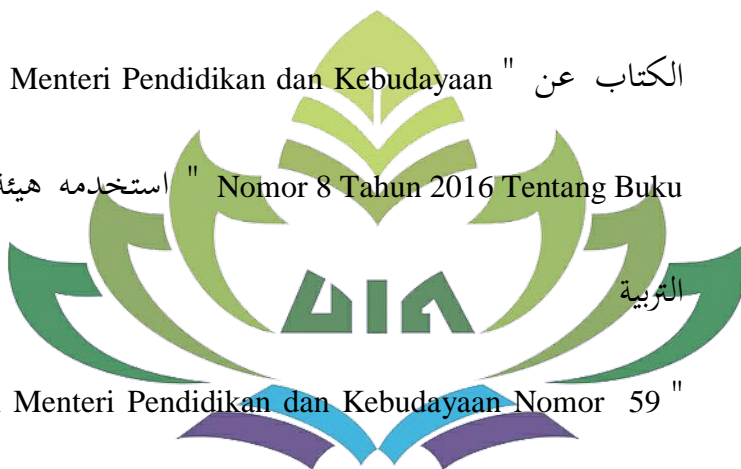 الكتاب عن " Menteri Pendidikan dan Kebudayaan
Nomor 8 Tahun 2016 Tentang Buku " استخدمه
التربية
UIN
" Menteri Pendidikan dan Kebudayaan Nomor 59